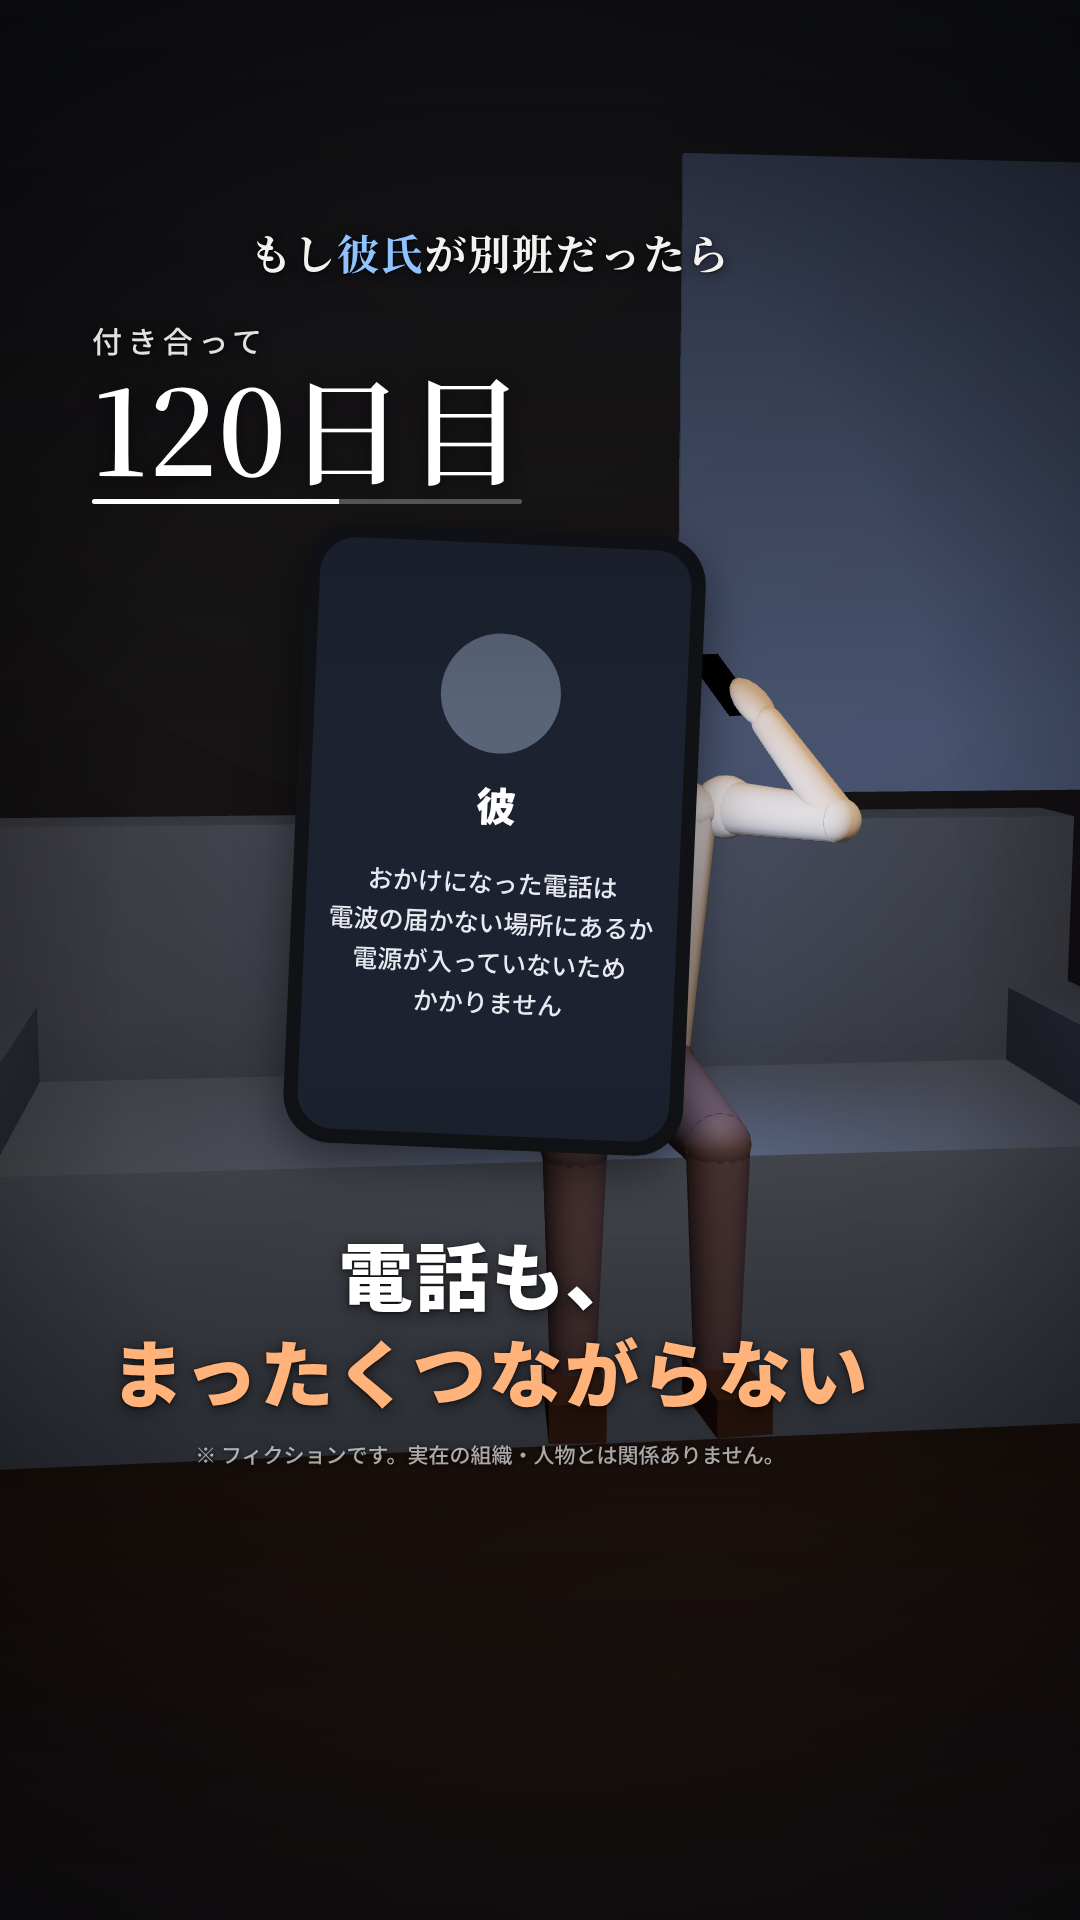 もし彼氏が別班だったら
付き合って
120日目
彼
おかけになった電話は
電波の届かない場所にあるか
電源が入っていないため
かかりません
電話も、
まったくつながらない
※ フィクションです。実在の組織・人物とは関係ありません。